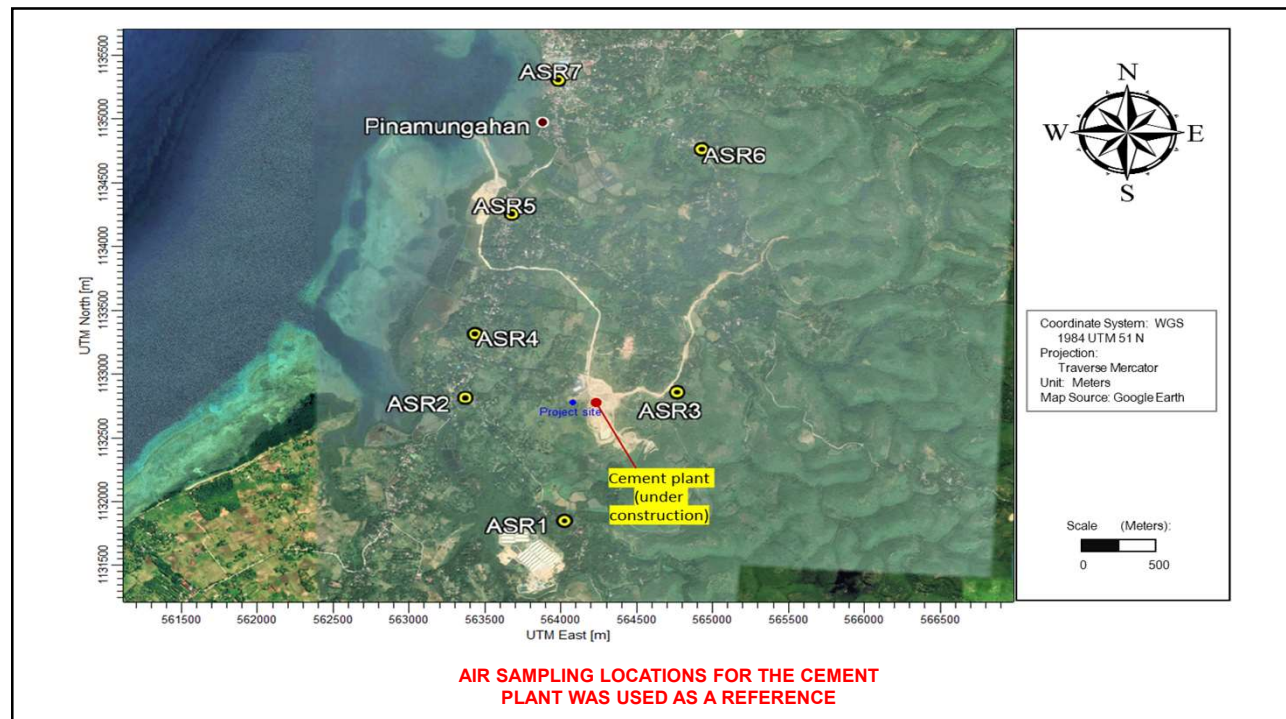 UTM North [m]
1135500
1135000
1134500
1134000
1133500
1133000
1132500
1132000
1131500
ASR7
Pinamungahan
ASR6
ASR5
ASR4
ASR2
ASR3
Project site
Cement plant
(under
construction)
ASR1
561500 562000 562500 563000 563500 564000 564500 565000 565500 566000 566500
UTM East [m]
N
W E
S
Coordinate System: WGS
1984 UTM 51 N
Projection:
Traverse Mercator
Unit: Meters
Map Source: Google Earth
Scale (Meters):
0 500
AIR SAMPLING LOCATIONS FOR THE CEMENT
PLANT WAS USED AS A REFERENCE